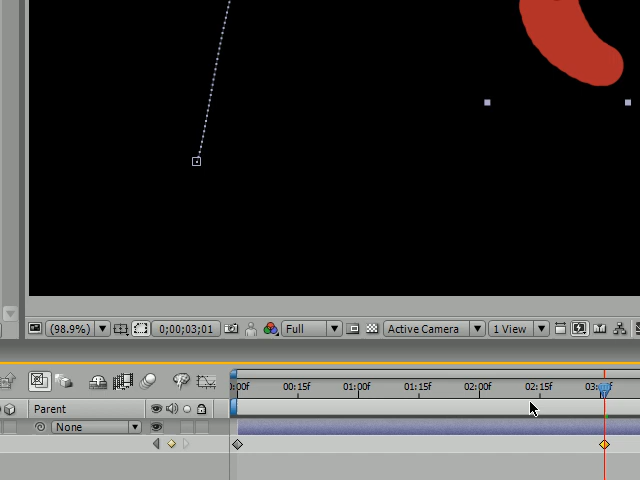 (98.9%) 0;00;03;01 Full Active Camera 1 View
:00f 00:15f 01:00f 01:15f 02:00f 02:15f 03:
Parent
None